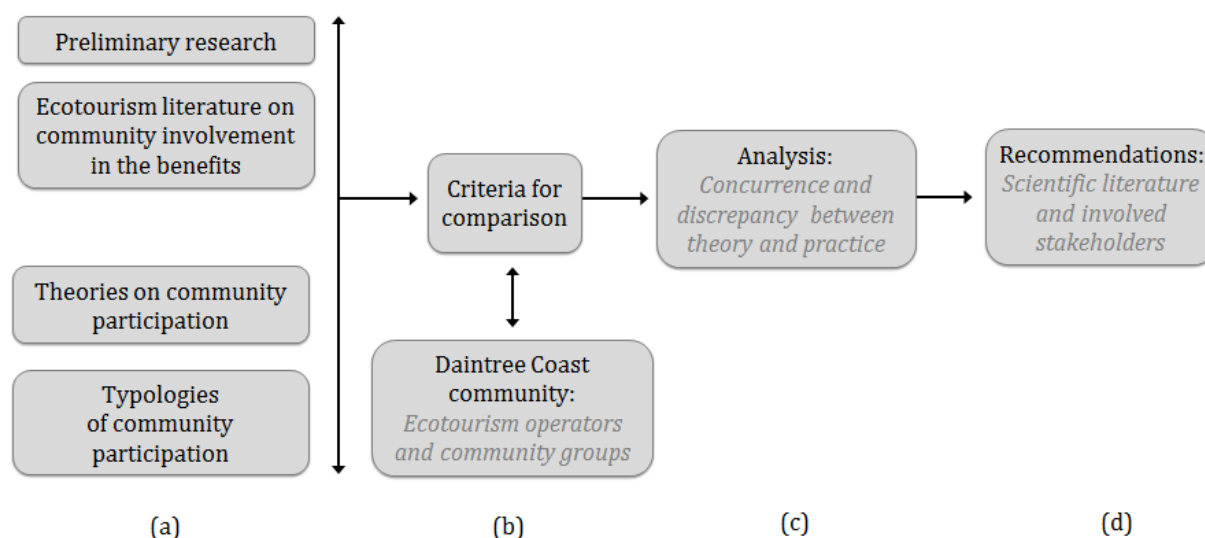 Preliminary research
Ecotourism literature on
community involvement
in the benefits
Theories on community
participation
Typologies
of community
participation
(a)
Criteria for
comparison
Daintree Coast
community:
Ecotourism operators
and community groups
(b)
Analysis:
Concurrence and
discrepancy between
theory and practice
(c)
Recommendations:
Scientific literature
and involved
stakeholders
(d)